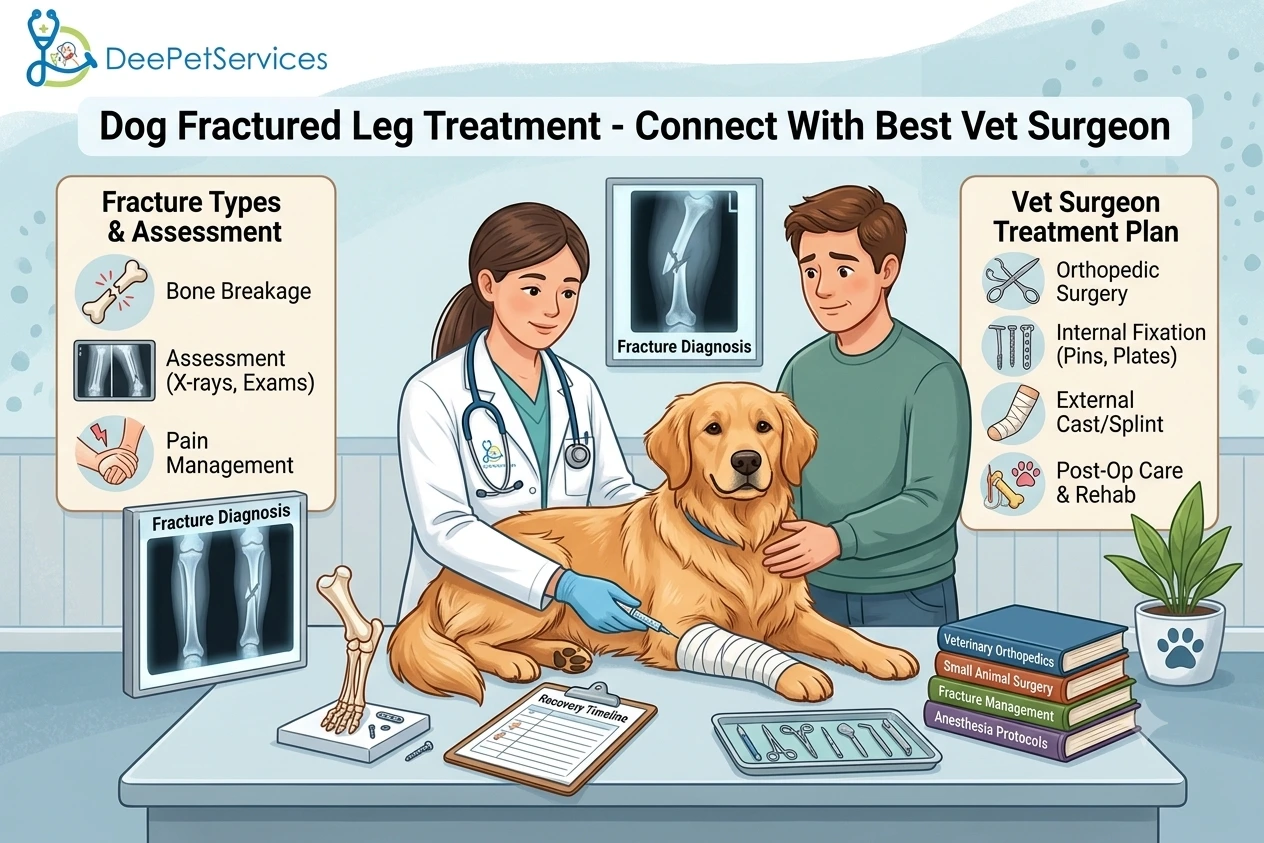 DeePetServices
Dog Fractured Leg Treatment - Connect With Best Vet Surgeon
Fracture Types
& Assessment
Bone Breakage
Assessment
(X-rays, Exams)
Pain
Management
Fracture Diagnosis
L
Fracture Diagnosis
Vet Surgeon
Treatment Plan
Orthopedic
Surgery
Internal Fixation
(Pins, Plates)
External
Cast/Splint
Post-Op Care
& Rehab
Recovery Timeline
Veterinary Orthopedics
Small Animal Surgery
Fracture Management
Anesthesia Protocols